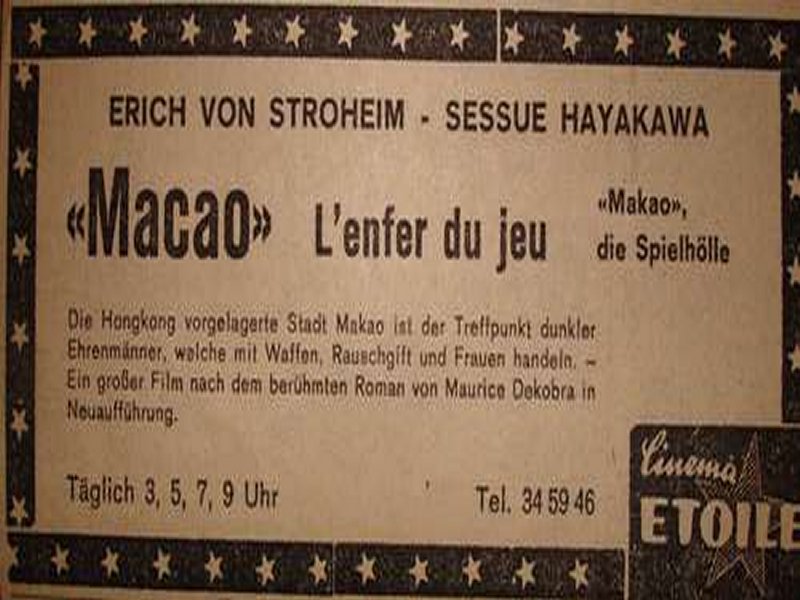 ERICH VON STROHEIM - SESSUE HAYAKAWA
«Macao» L'enfer du jeu
«Makao»,
die Spielhölle
Die Hongkong vorgelagerte Stadt Makao ist der Treffpunkt dunkler
Ehrenmänner, welche mit Waffen, Rauschgift und Frauen handeln. –
Ein großer Film nach dem berühmten Roman von Maurice Dekobra in
Neuaufführung.
Täglich 3, 5, 7, 9 Uhr
Tel. 34 59 46
Cinema
ETOILE